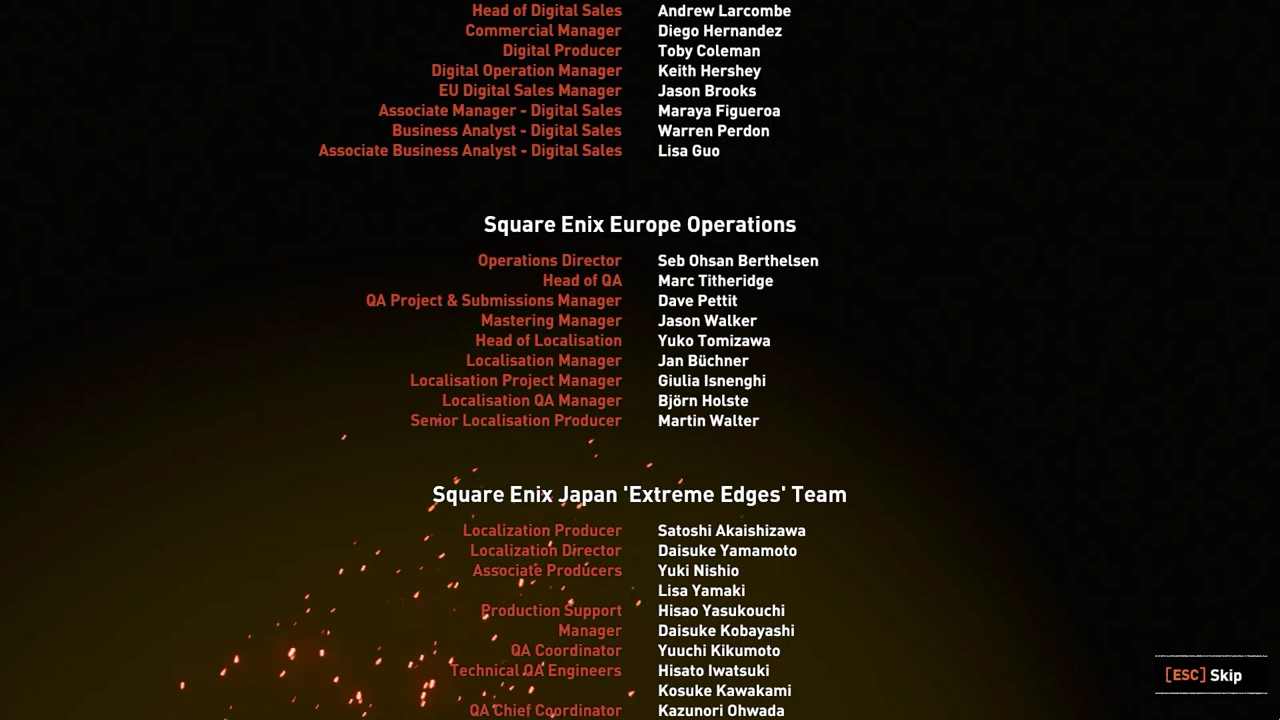 Head of Digital Sales Andrew Larcombe
Commercial Manager Diego Hernandez
Digital Producer Toby Coleman
Digital Operation Manager Keith Hershey
EU Digital Sales Manager Jason Brooks
Associate Manager - Digital Sales Maraya Figueroa
Business Analyst - Digital Sales Warren Perdon
Associate Business Analyst - Digital Sales Lisa Guo
Square Enix Europe Operations
Operations Director Seb Ohsan Berthelsen
Head of QA Marc Titheridge
QA Project & Submissions Manager Dave Pettit
Mastering Manager Jason Walker
Head of Localisation Yuko Tomizawa
Localisation Manager Jan Büchner
Localisation Project Manager Giulia Isnenghi
Localisation QA Manager Björn Holste
Senior Localisation Producer Martin Walter
Square Enix Japan 'Extreme Edges' Team
Localization Producer Satoshi Akaishizawa
Localization Director Daisuke Yamamoto
Associate Producers Yuki Nishio
Lisa Yamaki
Production Support Hisao Yasukouchi
Manager Daisuke Kobayashi
QA Coordinator Yuuchi Kikumoto
Technical QA Engineers Hisato Iwatsuki
Kosuke Kawakami
QA Chief Coordinator Kazunori Ohwada
[ESC] Skip